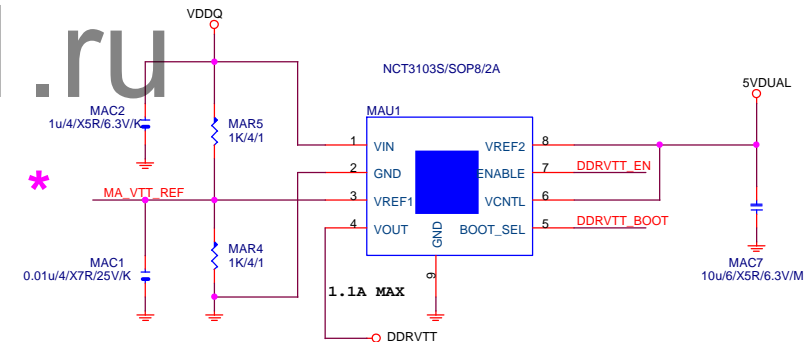 1.ru
VDDQ
NCT3103S/SOP8/2A
5VDUAL
MAC2
1u/4/X5R/6.3V/K
MAR5
1K/4/1
MAU1
1 VIN VREF2 8
2 GND ENABLE 7 DDRVTT_EN
* MA_VTT_REF 3 VREF1 VCNTL 6
4 VOUT GND BOOT_SEL 5 DDRVTT_BOOT
9
MAC1
0.01u/4/X7R/25V/K
MAR4
1K/4/1
MAC7
10u/6/X5R/6.3V/M
1.1A MAX
DDRVTT